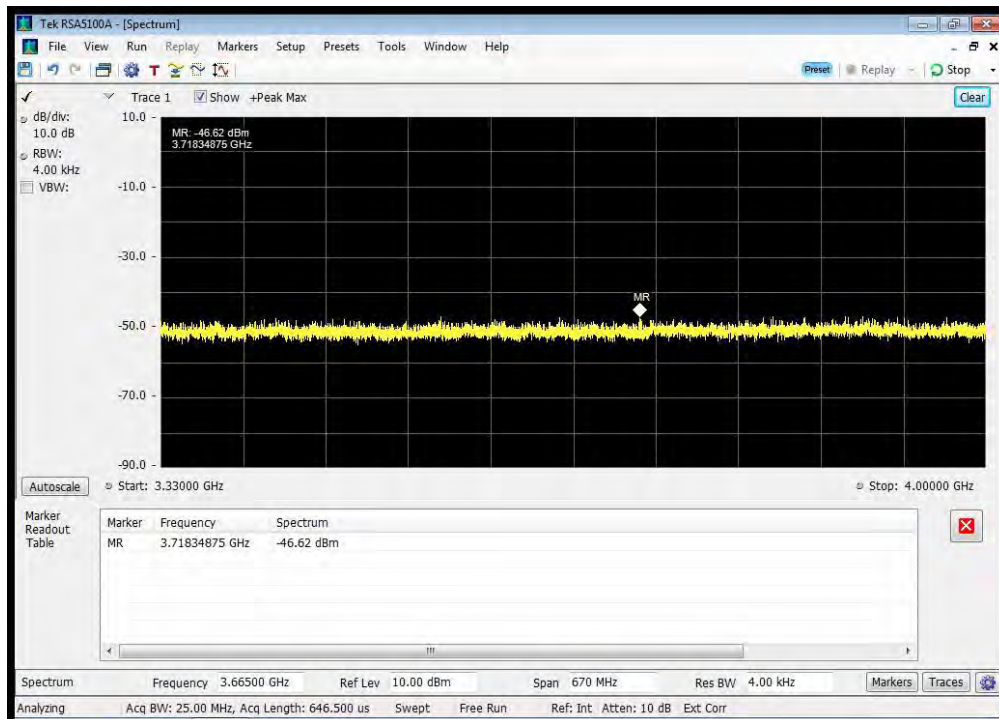 Tek RSA5100A - [Spectrum]
File View Run Replay Markers Setup Presets Tools Window Help
Preset Replay Stop
Trace 1 Show +Peak Max Clear
dB/div:
10.0 dB
RBW:
4.00 kHz
VBW:
10.0
-10.0
-30.0
-50.0
-70.0
-90.0
MR: -46.62 dBm
3.71834875 GHz
MR
Autoscale Start: 3.33000 GHz Stop: 4.00000 GHz
Marker Readout Table
Marker Frequency Spectrum
MR 3.71834875 GHz -46.62 dBm
Spectrum Frequency 3.66500 GHz Ref Lev 10.00 dBm Span 670 MHz Res BW 4.00 kHz Markers Traces
Analyzing Acq BW: 25.00 MHz, Acq Length: 646.500 us Swept Free Run Ref: Int Atten: 10 dB Ext Corr